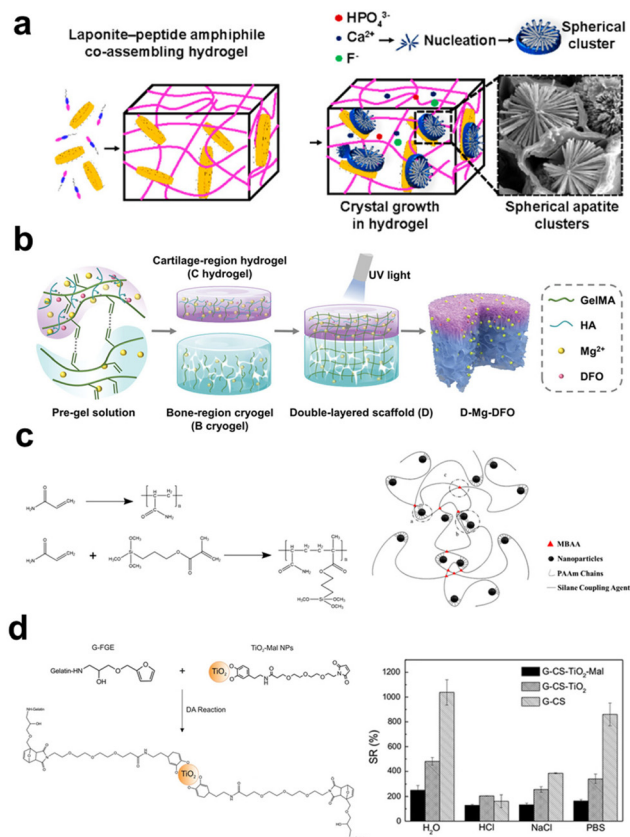 a
Laponite–peptide amphiphile
co-assembling hydrogel
HPO₄³⁻
Ca²⁺
F⁻
Nucleation
Spherical
cluster
Crystal growth
in hydrogel
Spherical apatite
clusters
b
Cartilage-region hydrogel
(C hydrogel)
UV light
Pre-gel solution
Bone-region cryogel
(B cryogel)
Double-layered scaffold (D)
D-Mg-DFO
GelMA
HA
Mg²⁺
DFO
c
MBAA
Nanoparticles
PAAm Chains
Silane Coupling Agent
d
G-FGE
TiO₂-Mal NPs
Gelatin-HN
OH
+
TiO₂
DA Reaction
TiO₂
SR (%)
1200
1000
800
600
400
200
0
G-CS-TiO₂-Mal
G-CS-TiO₂
G-CS
H₂O
HCl
NaCl
PBS